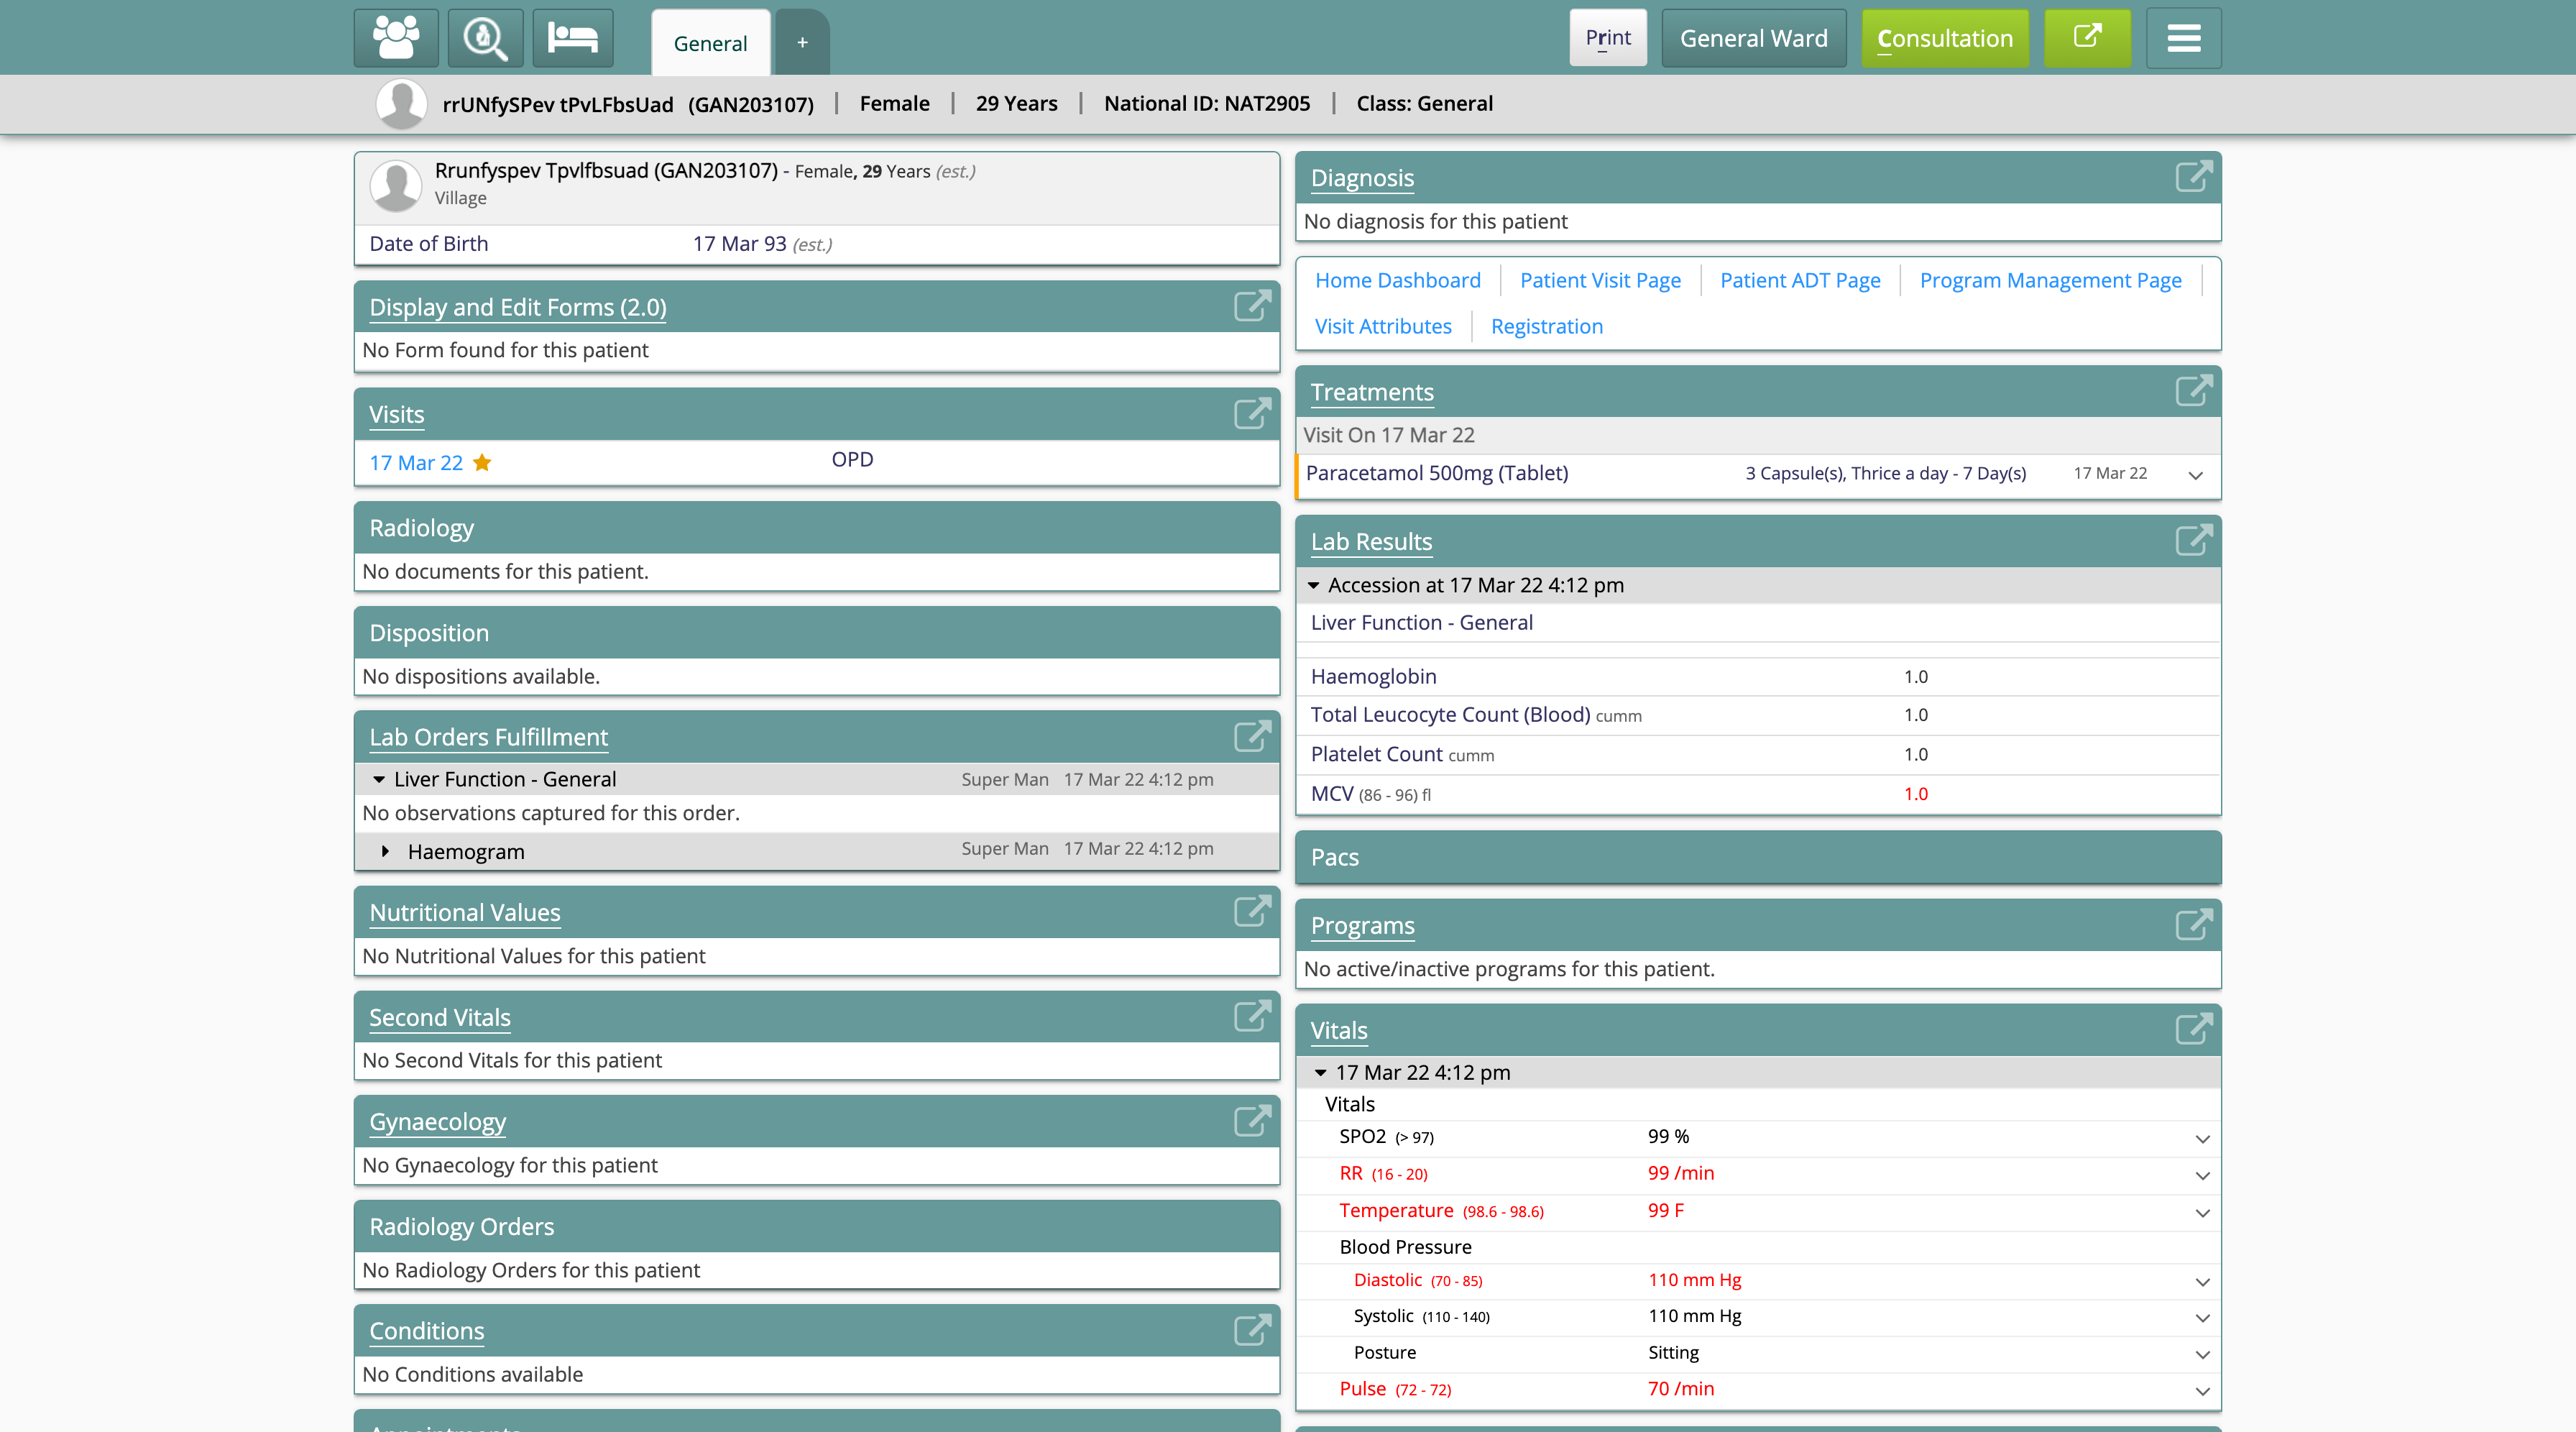 General
+
Print
General Ward
Consultation
rrUNfySPev tPvLFbsUad (GAN203107) | Female | 29 Years | National ID: NAT2905 | Class: General
Rrunfyspev Tpvlfbsuad (GAN203107) - Female, 29 Years (est.)
Village
Date of Birth 17 Mar 93 (est.)
Display and Edit Forms (2.0)
No Form found for this patient
Visits
17 Mar 22 OPD
Radiology
No documents for this patient.
Disposition
No dispositions available.
Lab Orders Fulfillment
Liver Function - General Super Man 17 Mar 22 4:12 pm
No observations captured for this order.
Haemogram Super Man 17 Mar 22 4:12 pm
Nutritional Values
No Nutritional Values for this patient
Second Vitals
No Second Vitals for this patient
Gynaecology
No Gynaecology for this patient
Radiology Orders
No Radiology Orders for this patient
Conditions
No Conditions available
Diagnosis
No diagnosis for this patient
Home Dashboard Patient Visit Page Patient ADT Page Program Management Page
Visit Attributes Registration
Treatments
Visit On 17 Mar 22
Paracetamol 500mg (Tablet) 3 Capsule(s), Thrice a day - 7 Day(s) 17 Mar 22
Lab Results
Accession at 17 Mar 22 4:12 pm
Liver Function - General
Haemoglobin 1.0
Total Leucocyte Count (Blood) cumm 1.0
Platelet Count cumm 1.0
MCV (86 - 96) fl 1.0
Pacs
Programs
No active/inactive programs for this patient.
Vitals
17 Mar 22 4:12 pm
Vitals
SPO2 (> 97) 99 %
RR (16 - 20) 99 /min
Temperature (98.6 - 98.6) 99 F
Blood Pressure
Diastolic (70 - 85) 110 mm Hg
Systolic (110 - 140) 110 mm Hg
Posture Sitting
Pulse (72 - 72) 70 /min